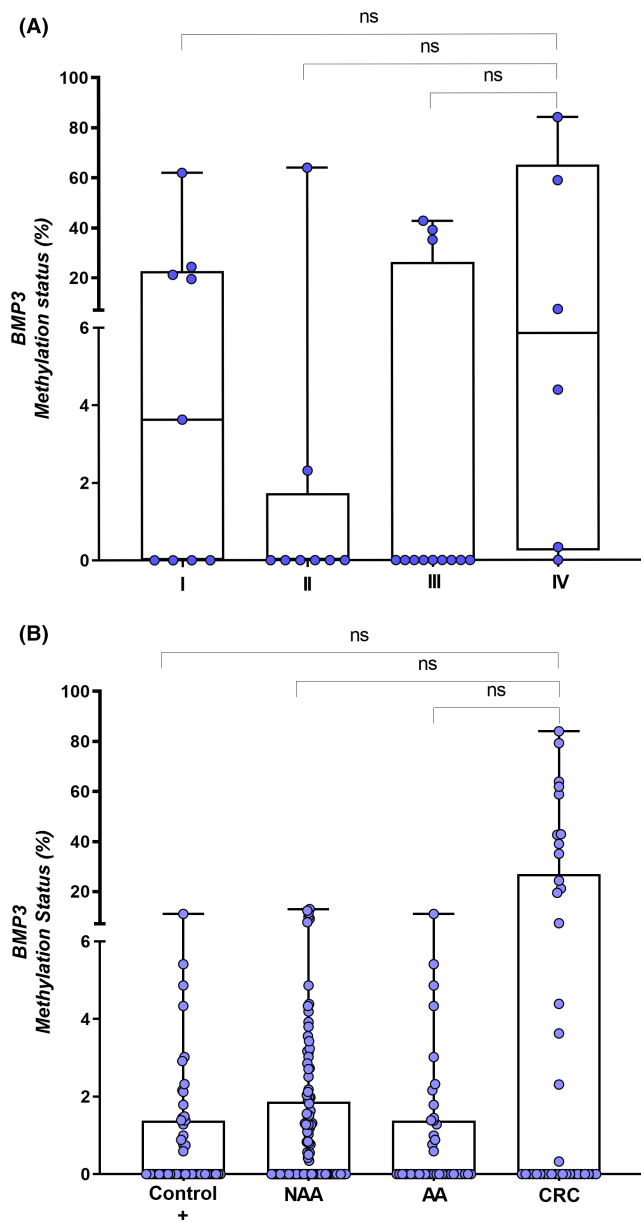 (A)
ns
ns
ns
100
80
60
40
20
6
4
2
0
BMP3
Methylation status (%)
I
II
III
IV
(B)
ns
ns
ns
100
80
60
40
20
6
4
2
0
BMP3
Methylation Status (%)
Control
+
NAA
AA
CRC